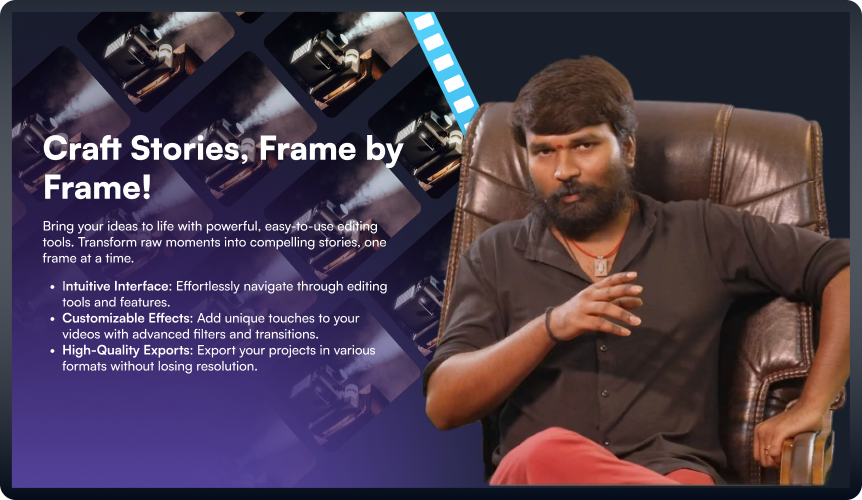 Craft Stories, Frame by
Frame!
Bring your ideas to life with powerful, easy-to-use editing
tools. Transform raw moments into compelling stories, one
frame at a time.
• Intuitive Interface: Effortlessly navigate through editing
tools and features.
• Customizable Effects: Add unique touches to your
videos with advanced filters and transitions.
• High-Quality Exports: Export your projects in various
formats without losing resolution.